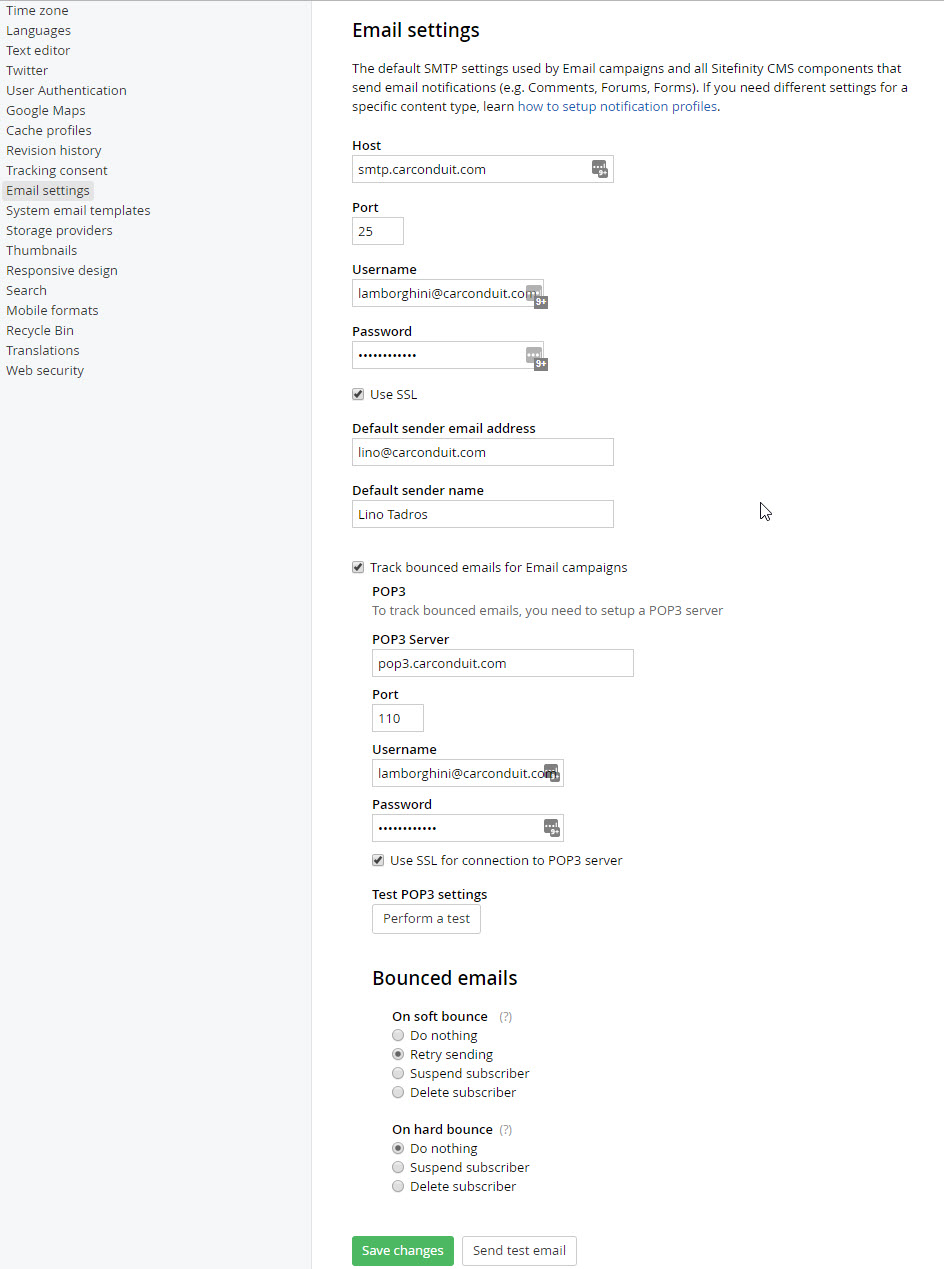 Time zone
Languages
Text editor
Twitter
User Authentication
Google Maps
Cache profiles
Revision history
Tracking consent
Email settings
System email templates
Storage providers
Thumbnails
Responsive design
Search
Mobile formats
Recycle Bin
Translations
Web security
Email settings
The default SMTP settings used by Email campaigns and all Sitefinity CMS components that
send email notifications (e.g. Comments, Forums, Forms). If you need different settings for a
specific content type, learn how to setup notification profiles.
Host
smtp.carconduit.com
9+
Port
25
Username
lamborghini@carconduit.com
9+
Password
••••••••••••
9+
Use SSL
Default sender email address
lino@carconduit.com
Default sender name
Lino Tadros
Track bounced emails for Email campaigns
POP3
To track bounced emails, you need to setup a POP3 server
POP3 Server
pop3.carconduit.com
Port
110
Username
lamborghini@carconduit.com
9+
Password
••••••••••••
9+
Use SSL for connection to POP3 server
Test POP3 settings
Perform a test
Bounced emails
On soft bounce (?)
Do nothing
Retry sending
Suspend subscriber
Delete subscriber
On hard bounce (?)
Do nothing
Suspend subscriber
Delete subscriber
Save changes
Send test email